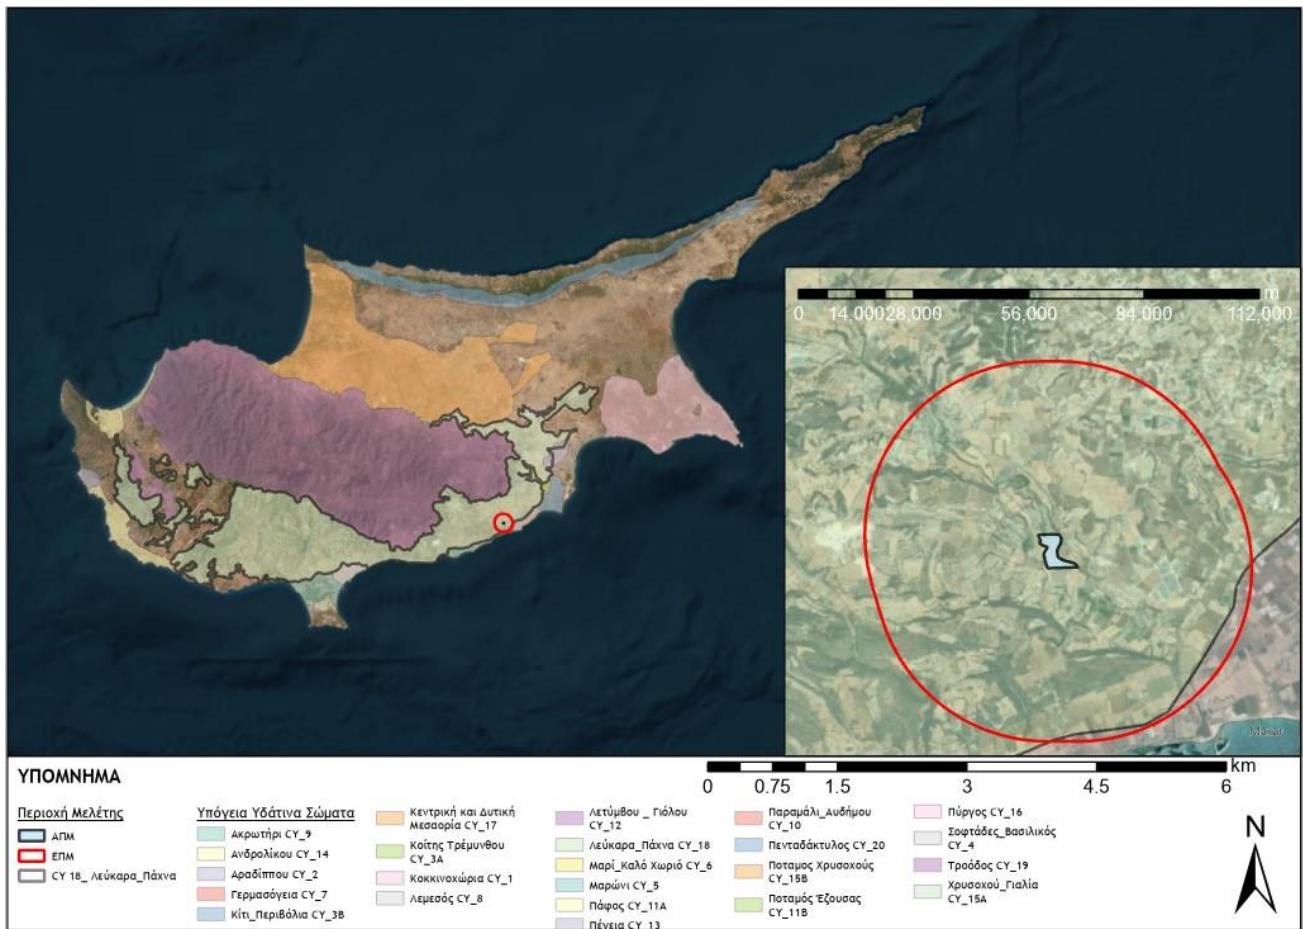 m
0 14,000 28,000 56,000 84,000 112,000
ΥΠΟΜΝΗΜΑ
km
0 0.75 1.5 3 4.5 6
Περιοχή Μελέτης
ΑΠΜ
ΕΠΜ
CY 18_ Λεύκαρα_Πάχνα
Υπόγεια Υδάτινα Σώματα
Ακρωτήρι CY_9
Ανδρολίκου CY_14
Αραδίππου CY_2
Γερμασόγεια CY_7
Κίτι_Περιβόλια CY_3B
Κεντρική και Δυτική
Μεσαορία CY_17
Κοίτης Τρέμυνθου
CY_3A
Κοκκινοχώρια CY_1
Λεμεσός CY_8
Λετύμβου _ Γιόλου
CY_12
Λεύκαρα_Πάχνα CY_18
Μαρί_Καλό Χωριό CY_6
Μαρώνι CY_5
Πάφος CY_11A
Πέγεια CY_13
Παραμάλι_Αυδήμου
CY_10
Πενταδάκτυλος CY_20
Ποταμος Χρυσοχούς
CY_15B
Ποταμός Έζουσας
CY_11B
Πύργος CY_16
Σοφτάδες_Βασιλικός
CY_4
Τροόδος CY_19
Χρυσοχού_Γιαλία
CY_15A
N